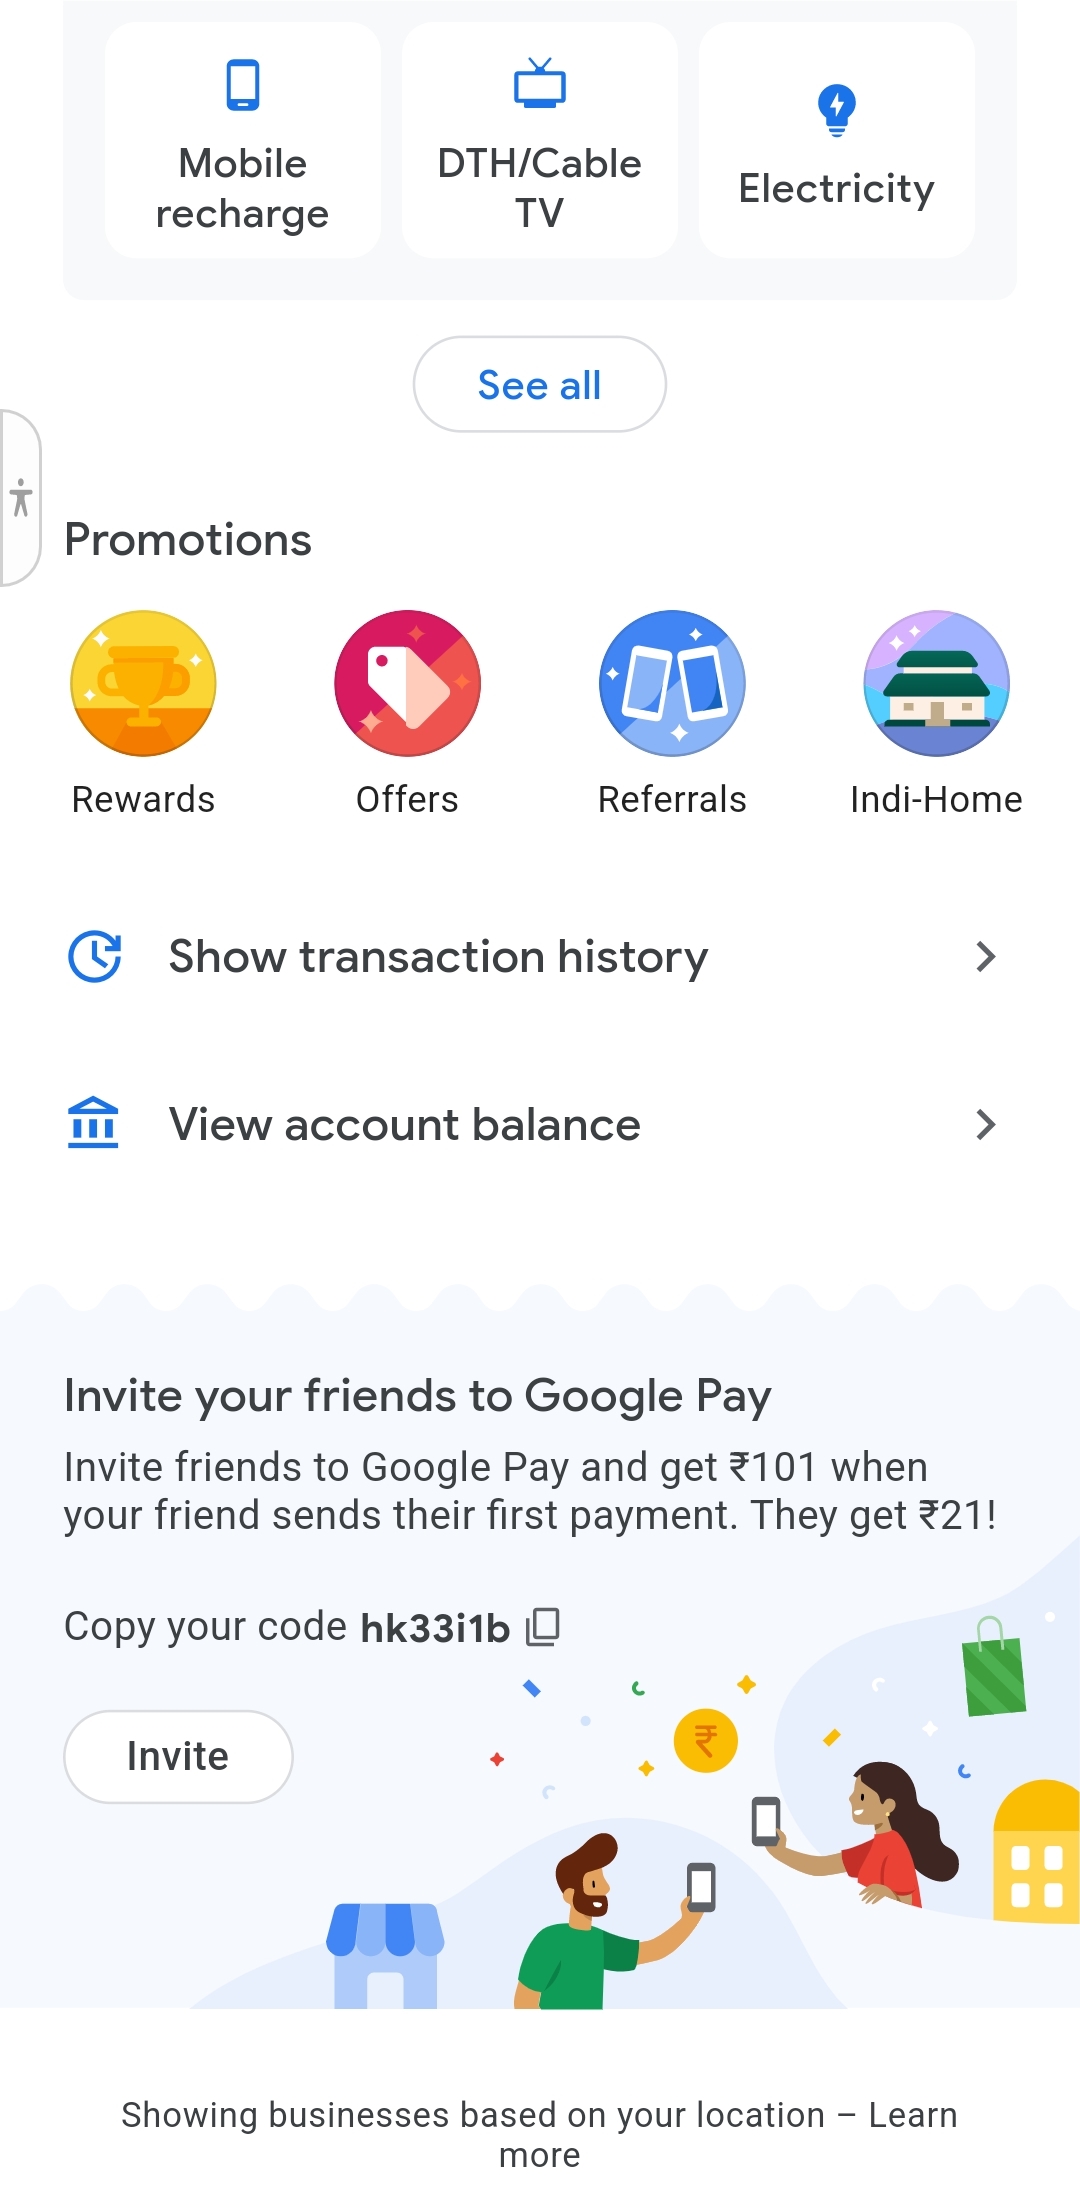 Mobile
recharge
DTH/Cable
TV
Electricity
See all
Promotions
Rewards
Offers
Referrals
Indi-Home
Show transaction history
View account balance
Invite your friends to Google Pay
Invite friends to Google Pay and get ₹101 when
your friend sends their first payment. They get ₹21!
Copy your code hk33i1b
₹
Invite
Showing businesses based on your location – Learn
more